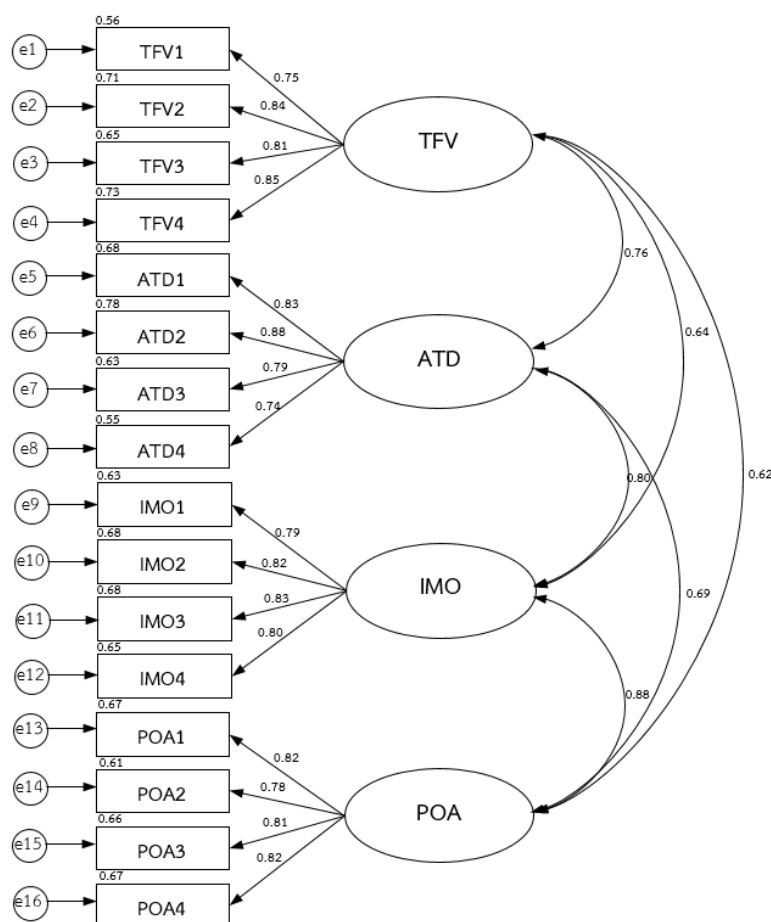 0.56
e1
TFV1
0.75
0.71
e2
TFV2
0.84
TFV
0.65
e3
TFV3
0.81
0.85
0.73
e4
TFV4
0.76
0.68
e5
ATD1
0.83
0.78
e6
ATD2
0.88
0.64
ATD
0.63
e7
ATD3
0.79
0.74
0.55
e8
ATD4
0.63
0.80
0.62
e9
IMO1
0.79
0.68
e10
IMO2
0.82
IMO
0.68
e11
IMO3
0.83
0.69
0.80
0.65
e12
IMO4
0.88
0.67
e13
POA1
0.82
0.61
e14
POA2
0.78
POA
0.66
e15
POA3
0.81
0.82
0.67
e16
POA4